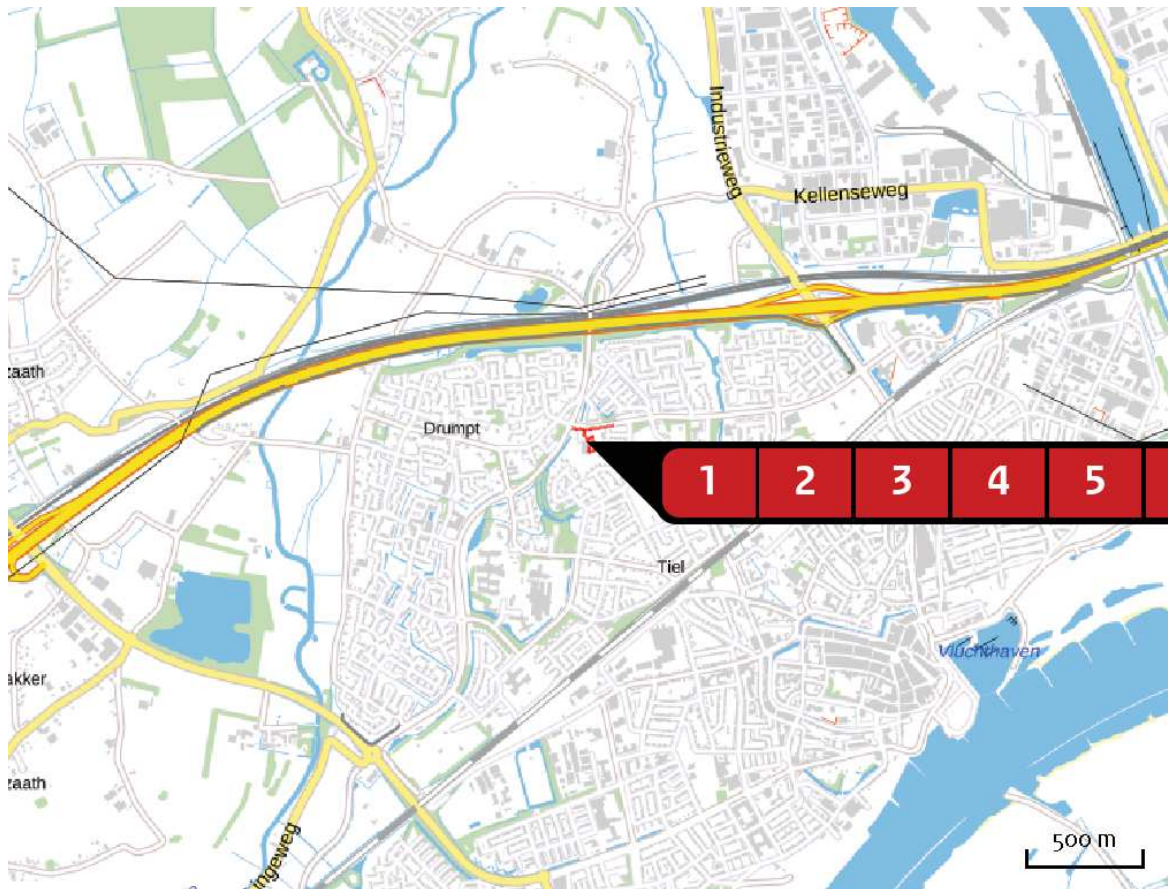 Industrieweg
Kellenseweg
zaath
Drumpt
1 2 3 4 5
Tiel
Vluchthaven
akker
zaath
ingeweg
500 m